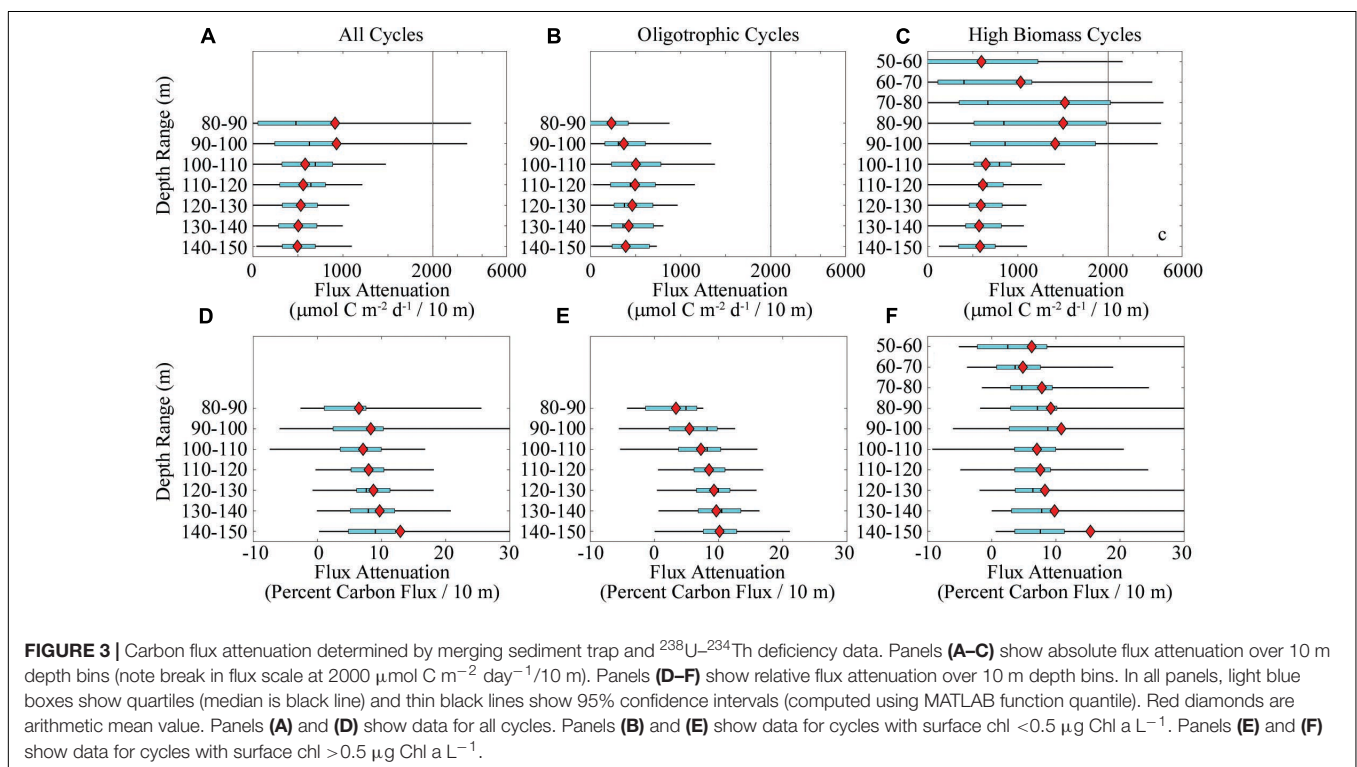 A All Cycles B Oligotrophic Cycles C High Biomass Cycles
Depth Range (m)
80-90
90-100
100-110
110-120
120-130
130-140
140-150
0 1000 2000 6000
Flux Attenuation
(μmol C m-2 d-1 / 10 m)
80-90
90-100
100-110
110-120
120-130
130-140
140-150
0 1000 2000 6000
Flux Attenuation
(μmol C m-2 d-1 / 10 m)
50-60
60-70
70-80
80-90
90-100
100-110
110-120
120-130
130-140
140-150
c
0 1000 2000 6000
Flux Attenuation
(μmol C m-2 d-1 / 10 m)
D E F
Depth Range (m)
80-90
90-100
100-110
110-120
120-130
130-140
140-150
-10 0 10 20 30
Flux Attenuation
(Percent Carbon Flux / 10 m)
80-90
90-100
100-110
110-120
120-130
130-140
140-150
-10 0 10 20 30
Flux Attenuation
(Percent Carbon Flux / 10 m)
50-60
60-70
70-80
80-90
90-100
100-110
110-120
120-130
130-140
140-150
-10 0 10 20 30
Flux Attenuation
(Percent Carbon Flux / 10 m)
FIGURE 3 | Carbon flux attenuation determined by merging sediment trap and 238U–234Th deficiency data. Panels (A–C) show absolute flux attenuation over 10 m
depth bins (note break in flux scale at 2000 μmol C m−2 day−1/10 m). Panels (D–F) show relative flux attenuation over 10 m depth bins. In all panels, light blue
boxes show quartiles (median is black line) and thin black lines show 95% confidence intervals (computed using MATLAB function quantile). Red diamonds are
arithmetic mean value. Panels (A) and (D) show data for all cycles. Panels (B) and (E) show data for cycles with surface chl <0.5 μg Chl a L−1. Panels (E) and (F)
show data for cycles with surface chl >0.5 μg Chl a L−1.